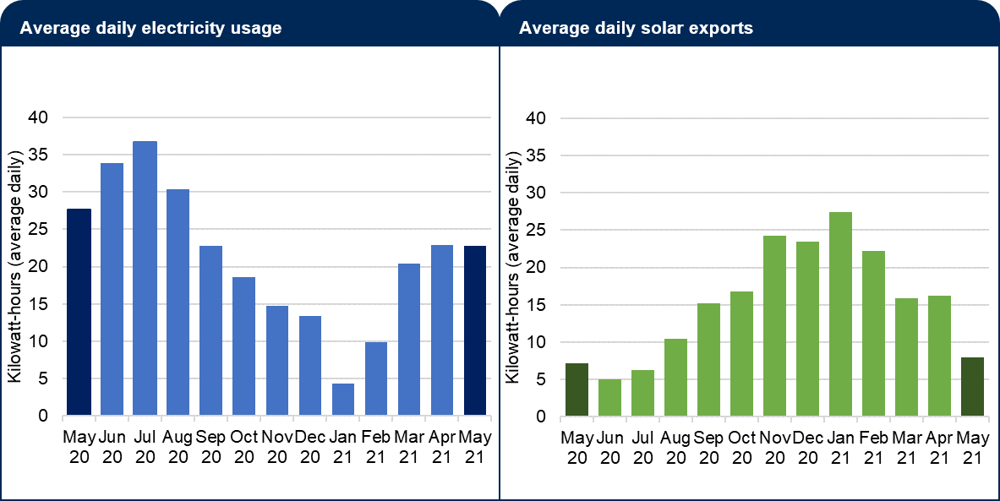 Average daily electricity usage
40
35
30
25
20
15
10
5
0
Kilowatt-hours (average daily)
May Jun Jul Aug Sep Oct Nov Dec Jan Feb Mar Apr May
20 20 20 20 20 20 20 20 21 21 21 21 21
Average daily solar exports
40
35
30
25
20
15
10
5
0
Kilowatt-hours (average daily)
May Jun Jul Aug Sep Oct Nov Dec Jan Feb Mar Apr May
20 20 20 20 20 20 20 20 21 21 21 21 21